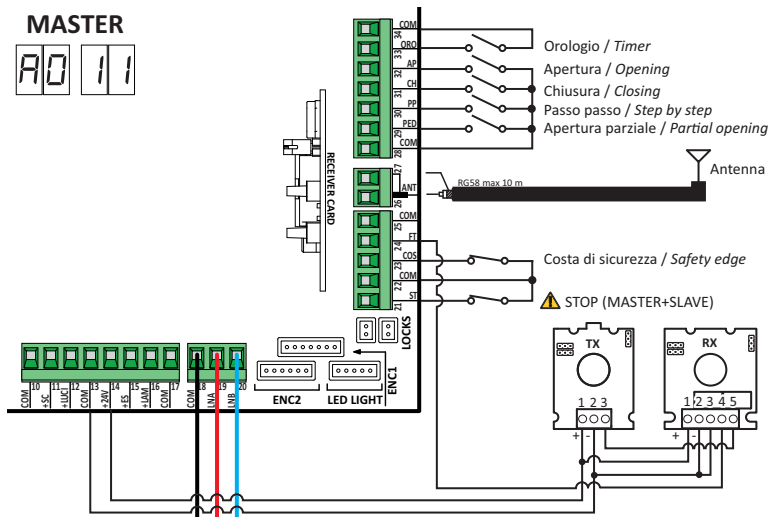 MASTER
A0 11
COM
34
ORO
33
AP
32
CH
31
PP
30
PED
29
COM
28
Orologio / Timer
Apertura / Opening
Chiusura / Closing
Passo passo / Step by step
Apertura parziale / Partial opening
RECEIVER CARD
27
ANT
26
RG58 max 10 m
Antenna
COM
25
FT
24
COS
23
COM
22
ST
21
Costa di sicurezza / Safety edge
STOP (MASTER+SLAVE)
LOCKS
ENC1
ENC2
LED LIGHT
COM
10
+SC
11
+LUCI
12
COM
13
+24V
14
+ES
15
+LAM
16
COM
17
COM
18
LNA
19
LNB
20
TX
1 2 3
+ -
RX
1 2 3 4 5
+ -